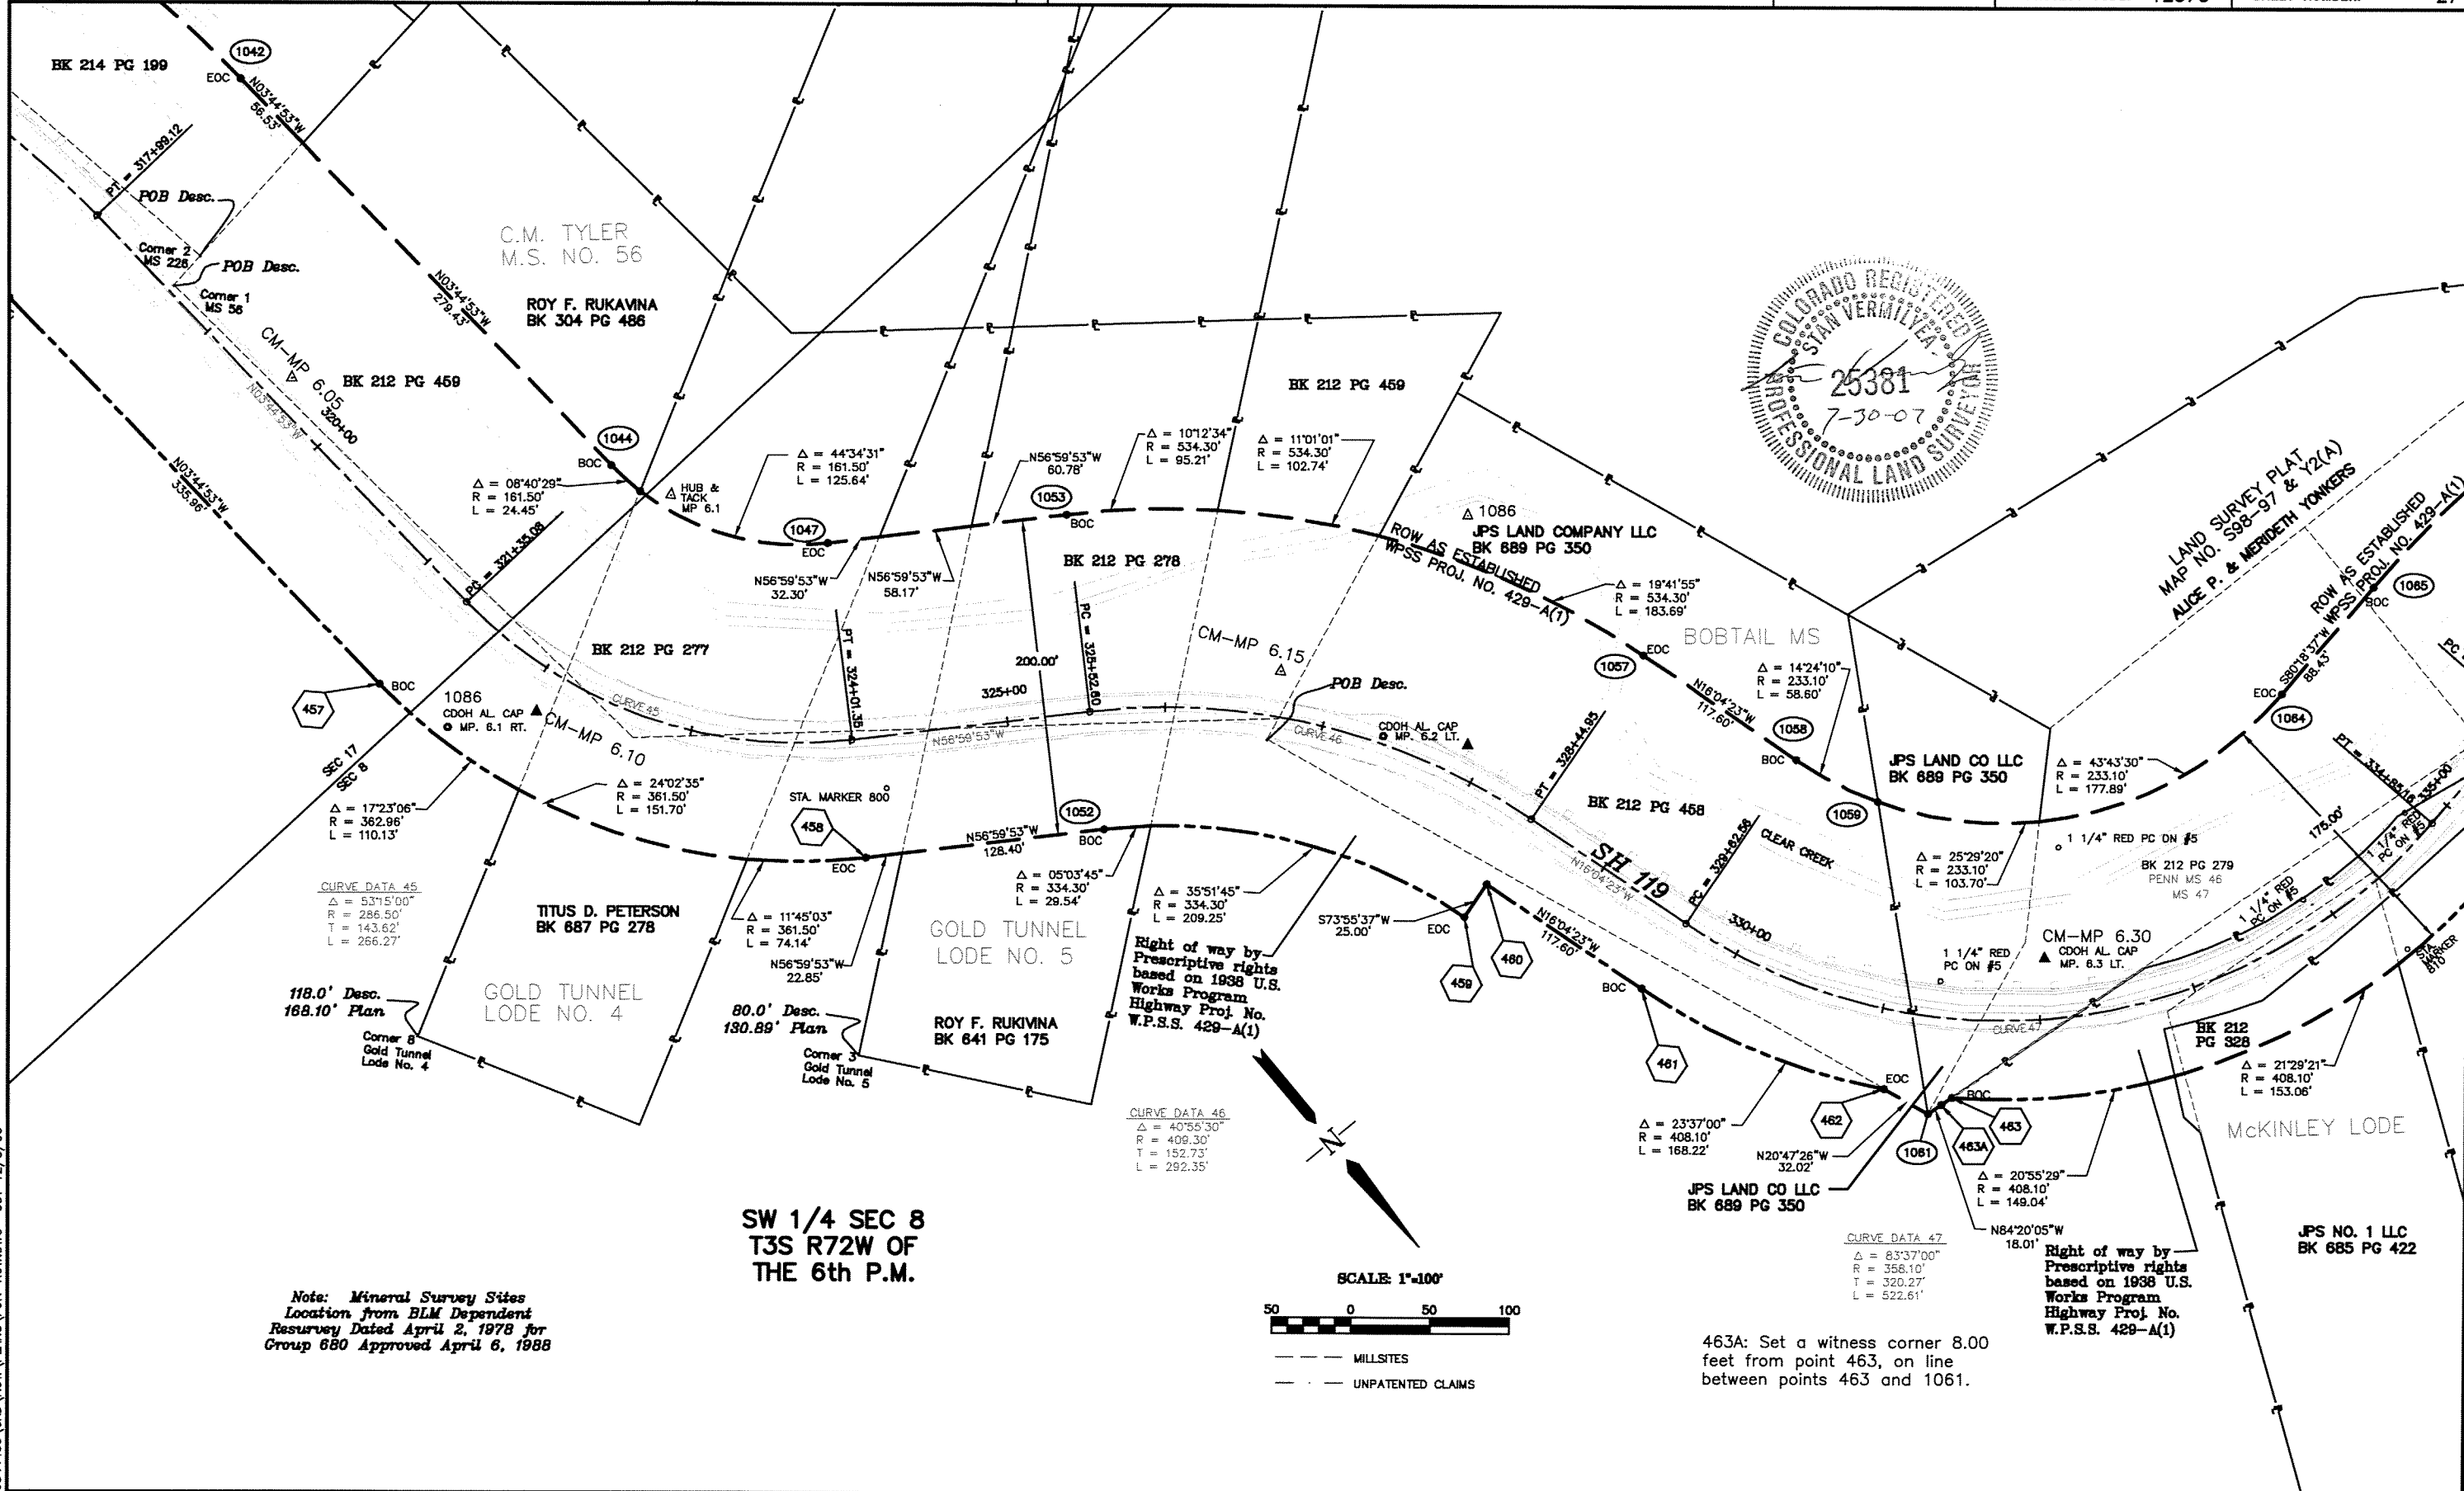 BK 214 PG 199
1042
EOC
N03°44'53"W
56.53'
PT = 317+99.12
POB Desc.
Corner 2
MS 226
POB Desc.
Corner 1
MS 56
C.M. TYLER
M.S. NO. 56
ROY F. RUKAVINA
BK 304 PG 486
N03°44'53"W
279.43'
CM-MP 6.05
BK 212 PG 459
320+00
N03°44'53"W
N03°44'53"W
335.96'
1044
BOC
Δ = 08°40'29"
R = 161.50'
L = 24.45'
HUB &
TACK
MP 6.1
Δ = 44°34'31"
R = 161.50'
L = 125.64'
1047
EOC
N56°59'53"W
60.78'
1053
BOC
Δ = 10°12'34"
R = 534.30'
L = 95.21'
Δ = 11°01'01"
R = 534.30'
L = 102.74'
BK 212 PG 459
N56°59'53"W
32.30'
N56°59'53"W
58.17'
BK 212 PG 278
1086
JPS LAND COMPANY LLC
BK 689 PG 350
ROW AS ESTABLISHED
WPSS PROJ. NO. 429-A(1)
Δ = 19°41'55"
R = 534.30'
L = 183.69'
COLORADO REGISTERED
STAN VERMILYEA
25381
7-30-07
PROFESSIONAL LAND SURVEYOR
LAND SURVEY PLAT
MAP NO. S98-97 & Y2(A)
ALICE P. & MERIDETH YONKERS
ROW AS ESTABLISHED
WPSS PROJ. NO. 429-A(1)
1065
BOC
S80°18'37"W
88.43'
EOC
1064
PC = 321+35.08
BK 212 PG 277
PT = 324+01.35
200.00'
PC = 325+52.60
325+00
CM-MP 6.15
POB Desc.
BOBTAIL MS
EOC
1057
N16°04'23"W
117.60'
Δ = 14°24'10"
R = 233.10'
L = 58.60'
1058
BOC
JPS LAND CO LLC
BK 689 PG 350
Δ = 43°43'30"
R = 233.10'
L = 177.89'
1059
PT = 334+85.16
335+00
175.00'
457
BOC
1086
CDOH AL. CAP
MP. 6.1 RT.
CM-MP 6.10
CURVE 45
N56°59'53"W
CURVE 46
CDOH AL. CAP
MP. 6.2 LT.
PT = 328+44.95
BK 212 PG 458
SH 119
N16°04'23"W
PC = 329+62.56
CLEAR CREEK
330+00
Δ = 25°29'20"
R = 233.10'
L = 103.70'
1 1/4" RED PC ON #5
BK 212 PG 279
PENN MS 46
MS 47
1 1/4" RED
PC ON #5
1 1/4" RED
PC ON #5
SEC 17
SEC 8
Δ = 17°23'06"
R = 362.96'
L = 110.13'
Δ = 24°02'35"
R = 361.50'
L = 151.70'
STA. MARKER 800
458
EOC
N56°59'53"W
128.40'
1052
BOC
Δ = 05°03'45"
R = 334.30'
L = 29.54'
Δ = 35°51'45"
R = 334.30'
L = 209.25'
S73°55'37"W
25.00'
EOC
459
460
N16°04'23"W
117.60'
BOC
461
1 1/4" RED
PC ON #5
CM-MP 6.30
CDOH AL. CAP
MP. 6.3 LT.
CURVE 47
STA.
MARKER
810
BK 212
PG 328
Δ = 21°29'21"
R = 408.10'
L = 153.06'
CURVE DATA 45
Δ = 53°15'00"
R = 286.50'
T = 143.62'
L = 266.27'
TITUS D. PETERSON
BK 687 PG 278
Δ = 11°45'03"
R = 361.50'
L = 74.14'
N56°59'53"W
22.85'
GOLD TUNNEL
LODE NO. 5
Right of way by
Prescriptive rights
based on 1938 U.S.
Works Program
Highway Proj. No.
W.P.S.S. 429-A(1)
118.0' Desc.
168.10' Plan
GOLD TUNNEL
LODE NO. 4
Corner 8
Gold Tunnel
Lode No. 4
80.0' Desc.
130.89' Plan
ROY F. RUKIVINA
BK 641 PG 175
Corner 3
Gold Tunnel
Lode No. 5
CURVE DATA 46
Δ = 40°55'30"
R = 409.30'
T = 152.73'
L = 292.35'
N
Δ = 23°37'00"
R = 408.10'
L = 168.22'
EOC
462
N20°47'26"W
32.02'
1061
BOC
463
463A
JPS LAND CO LLC
BK 689 PG 350
Δ = 20°55'29"
R = 408.10'
L = 149.04'
N84°20'05"W
18.01'
McKINLEY LODE
CURVE DATA 47
Δ = 83°37'00"
R = 358.10'
T = 320.27'
L = 522.61'
Right of way by
Prescriptive rights
based on 1938 U.S.
Works Program
Highway Proj. No.
W.P.S.S. 429-A(1)
JPS NO. 1 LLC
BK 685 PG 422
SW 1/4 SEC 8
T3S R72W OF
THE 6th P.M.
Note: Mineral Survey Sites
Location from BLM Dependent
Resurvey Dated April 2, 1978 for
Group 680 Approved April 6, 1988
SCALE: 1"=100'
50 0 50 100
MILLSITES
UNPATENTED CLAIMS
463A: Set a witness corner 8.00
feet from point 463, on line
between points 463 and 1061.